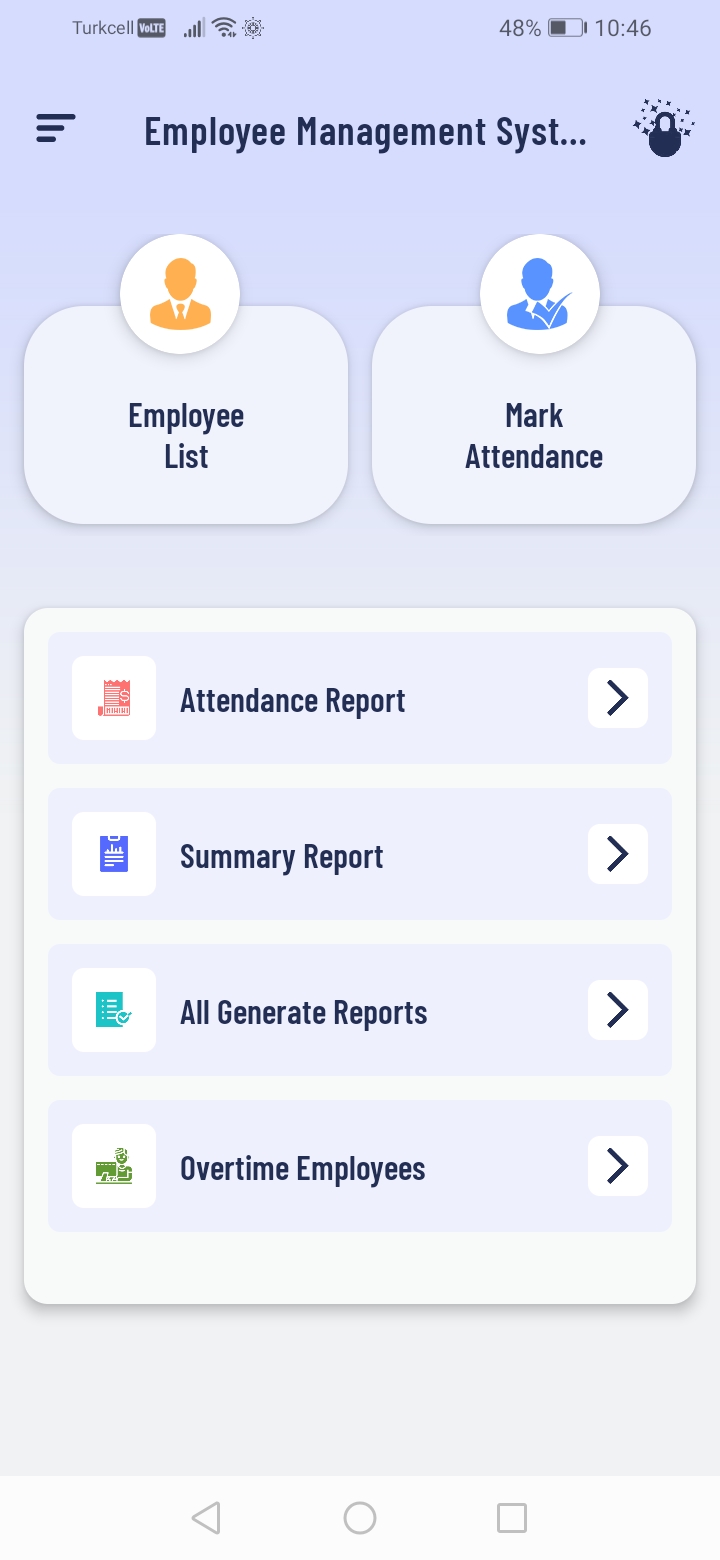 Turkcell VoLTE 48% 10:46
Employee Management Syst...
Employee
List
Mark
Attendance
Attendance Report
Summary Report
All Generate Reports
Overtime Employees